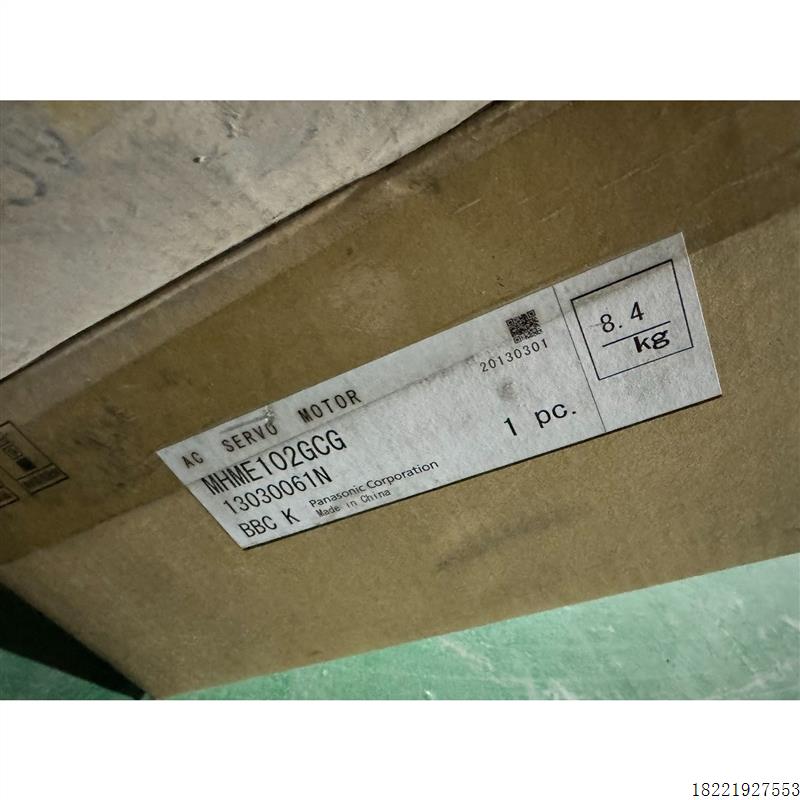 AC SERVO MOTOR
MHME102GCG
13030061N
BBC K
Panasonic Corporation
Made in China
20130301
1 pc.
8.4
kg
18221927553